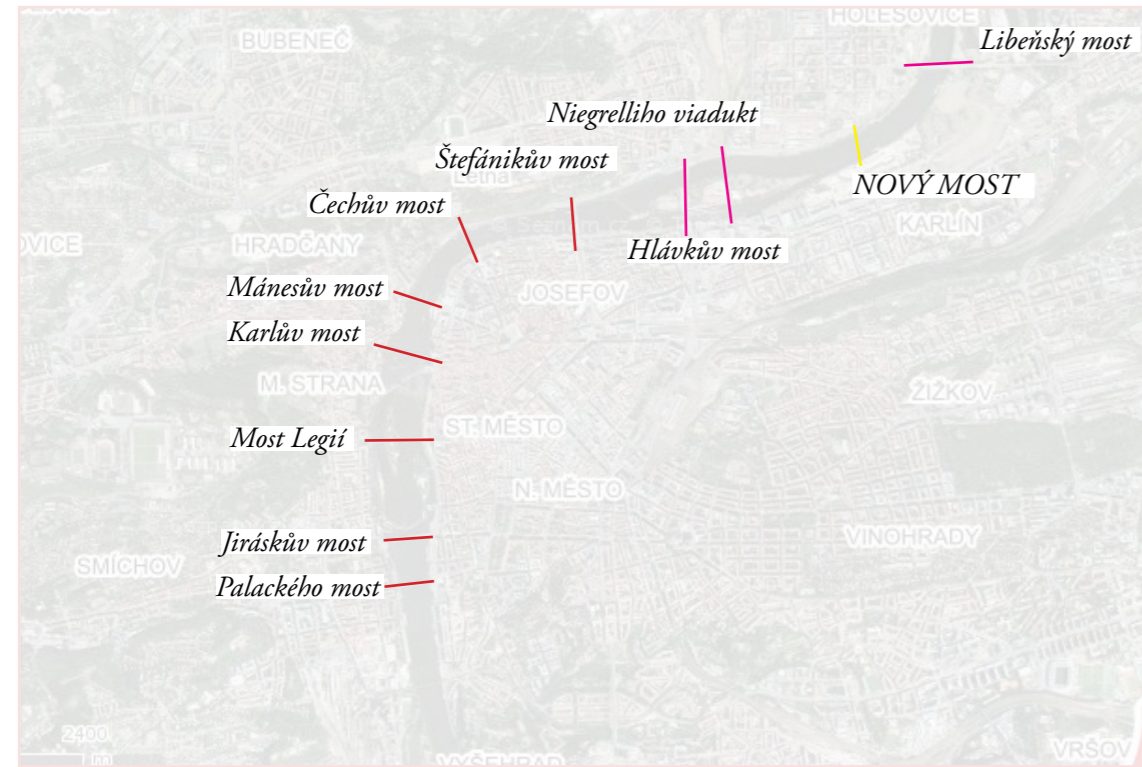 HOLEŠOVICE
Libeňský most
BUBENEČ
Niegrelliho viadukt
Štefánikův most
Letná
NOVÝ MOST
Čechův most
KARLÍN
HRADČANY
Hlávkův most
Mánesův most
JOSEFOV
Karlův most
M. STRANA
ŽIŽKOV
Most Legií
ST. MĚSTO
N. MĚSTO
Jiráskův most
VINOHRADY
SMÍCHOV
Palackého most
2400
m
VYŠEHRAD
VRŠOV